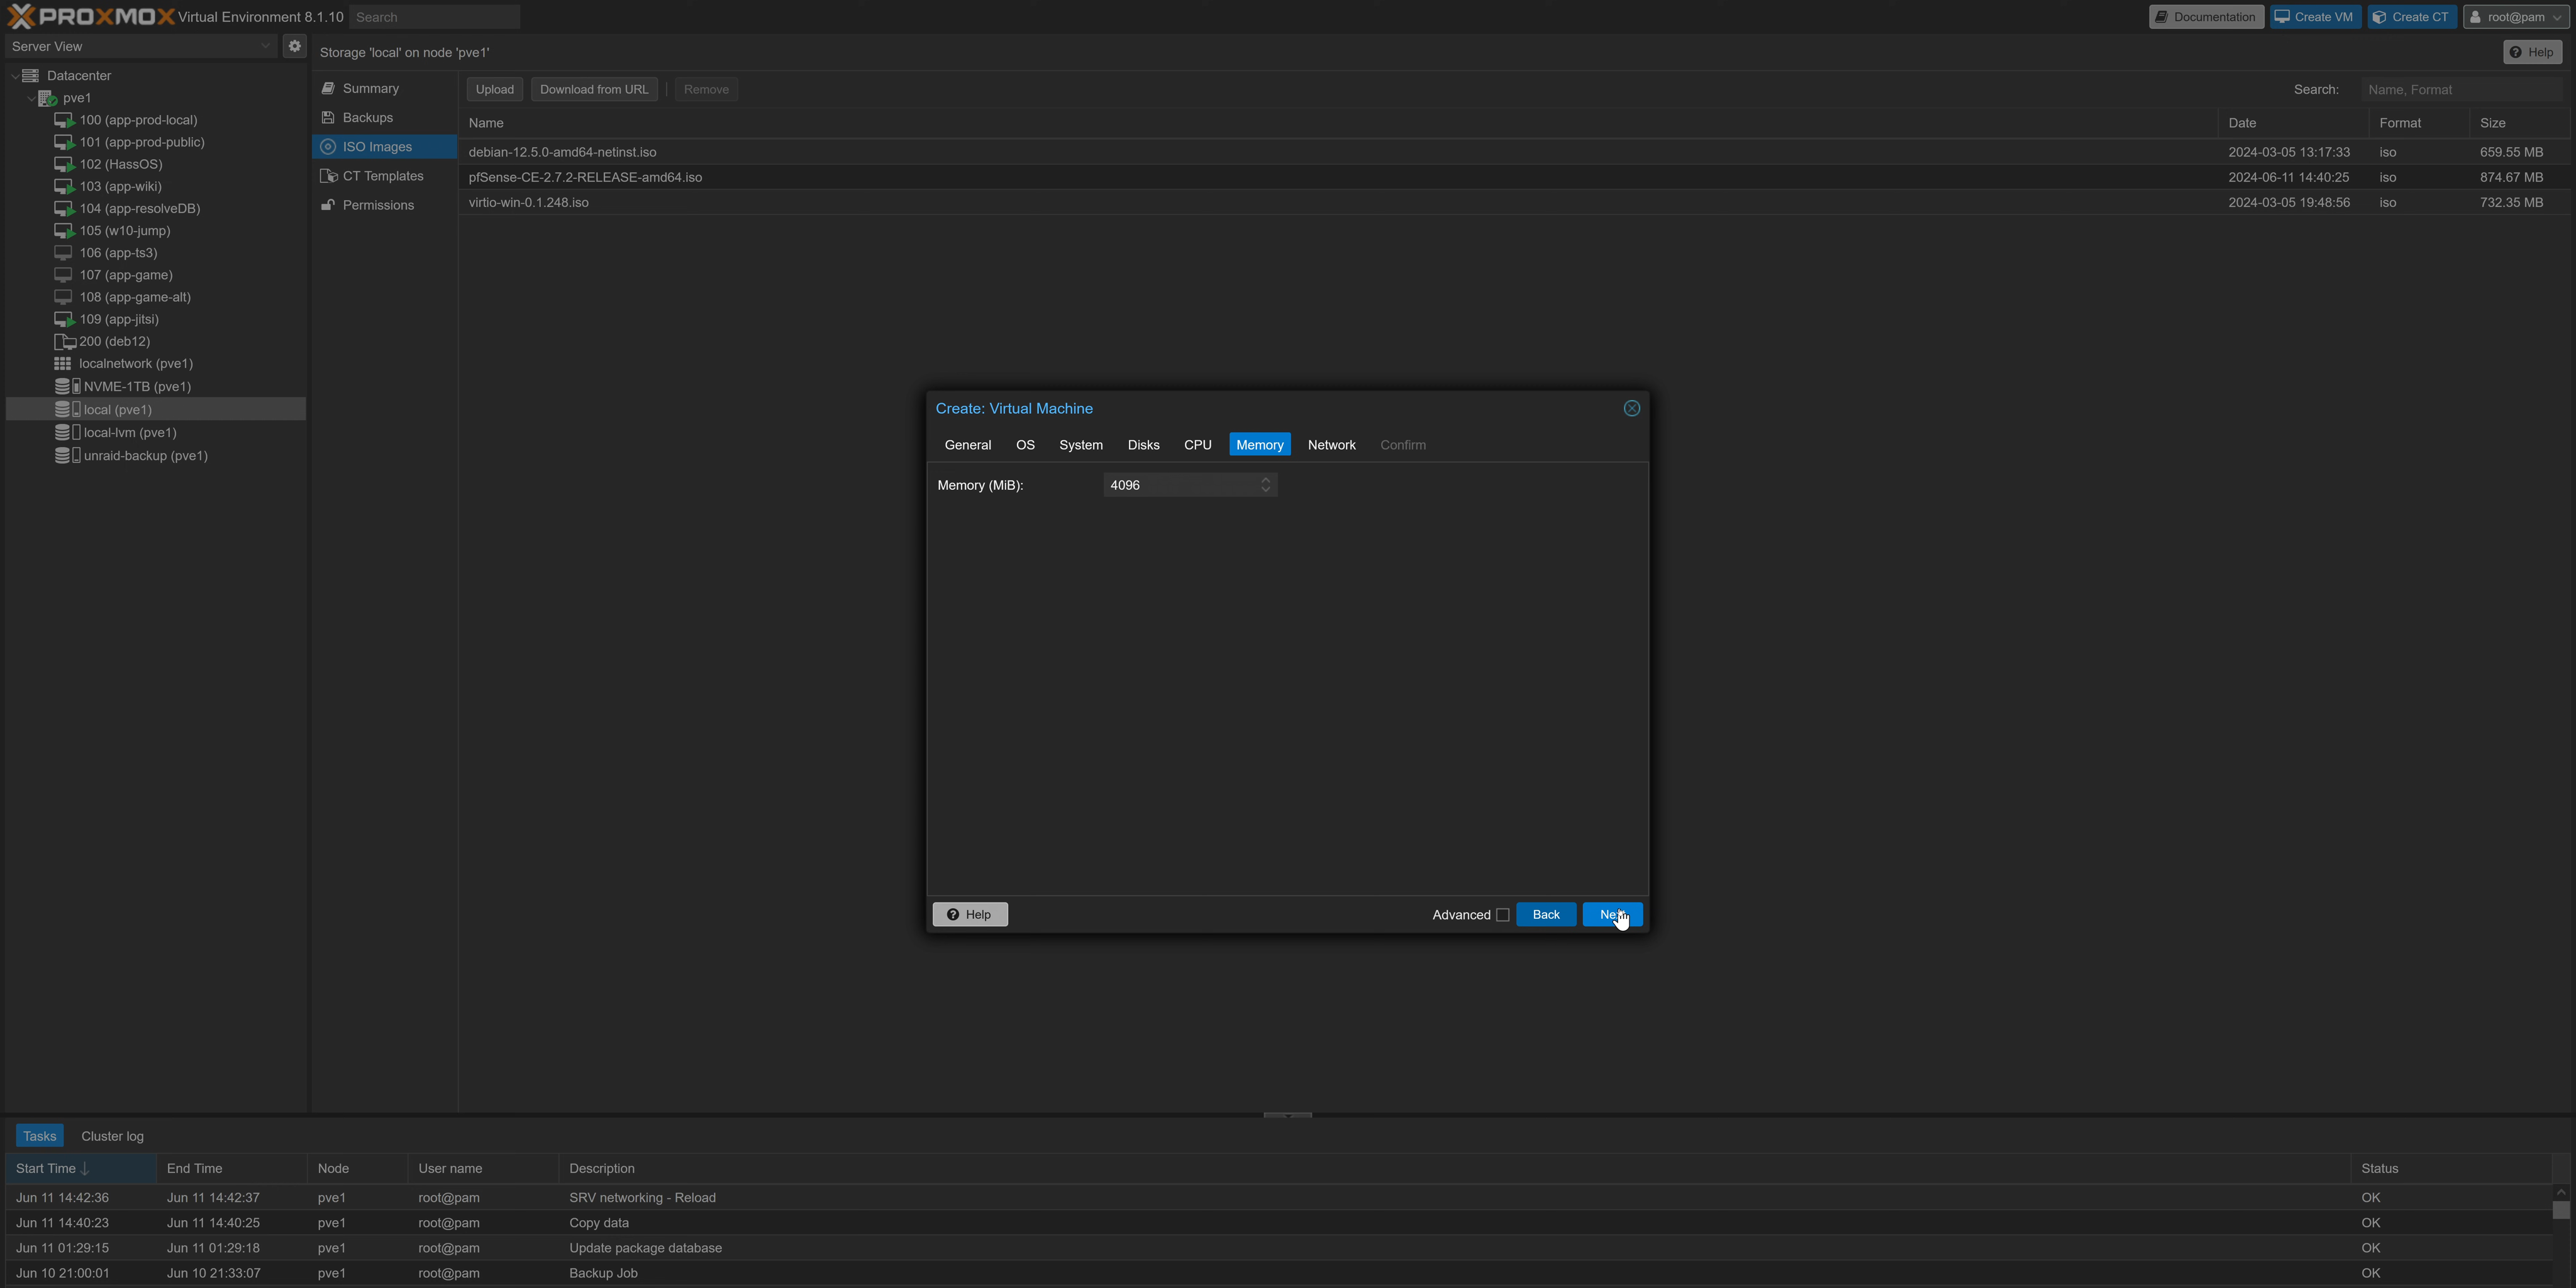 PROXMOX Virtual Environment 8.1.10 Search Documentation Create VM Create CT root@pam
Server View
Storage 'local' on node 'pve1' Help
Datacenter
pve1
100 (app-prod-local)
101 (app-prod-public)
102 (HassOS)
103 (app-wiki)
104 (app-resolveDB)
105 (w10-jump)
106 (app-ts3)
107 (app-game)
108 (app-game-alt)
109 (app-jitsi)
200 (deb12)
localnetwork (pve1)
NVME-1TB (pve1)
local (pve1)
local-lvm (pve1)
unraid-backup (pve1)
Summary
Backups
ISO Images
CT Templates
Permissions
Upload Download from URL Remove Search: Name, Format
Name Date Format Size
debian-12.5.0-amd64-netinst.iso 2024-03-05 13:17:33 iso 659.55 MB
pfSense-CE-2.7.2-RELEASE-amd64.iso 2024-06-11 14:40:25 iso 874.67 MB
virtio-win-0.1.248.iso 2024-03-05 19:48:56 iso 732.35 MB
Create: Virtual Machine
General OS System Disks CPU Memory Network Confirm
Memory (MiB): 4096
Help Advanced Back
Tasks Cluster log
Start Time End Time Node User name Description Status
Jun 11 14:42:36 Jun 11 14:42:37 pve1 root@pam SRV networking - Reload OK
Jun 11 14:40:23 Jun 11 14:40:25 pve1 root@pam Copy data OK
Jun 11 01:29:15 Jun 11 01:29:18 pve1 root@pam Update package database OK
Jun 10 21:00:01 Jun 10 21:33:07 pve1 root@pam Backup Job OK